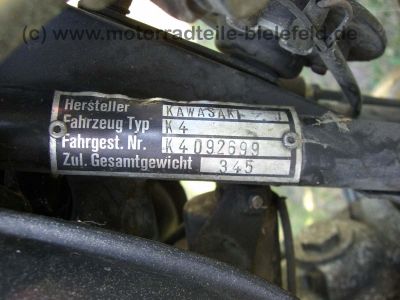 (c) www.motorradteile-bielefeld.de
Hersteller KAWASAKI
Fahrzeug Typ K4
Fahrgest. Nr. K4092699
Zul. Gesamtgewicht 345